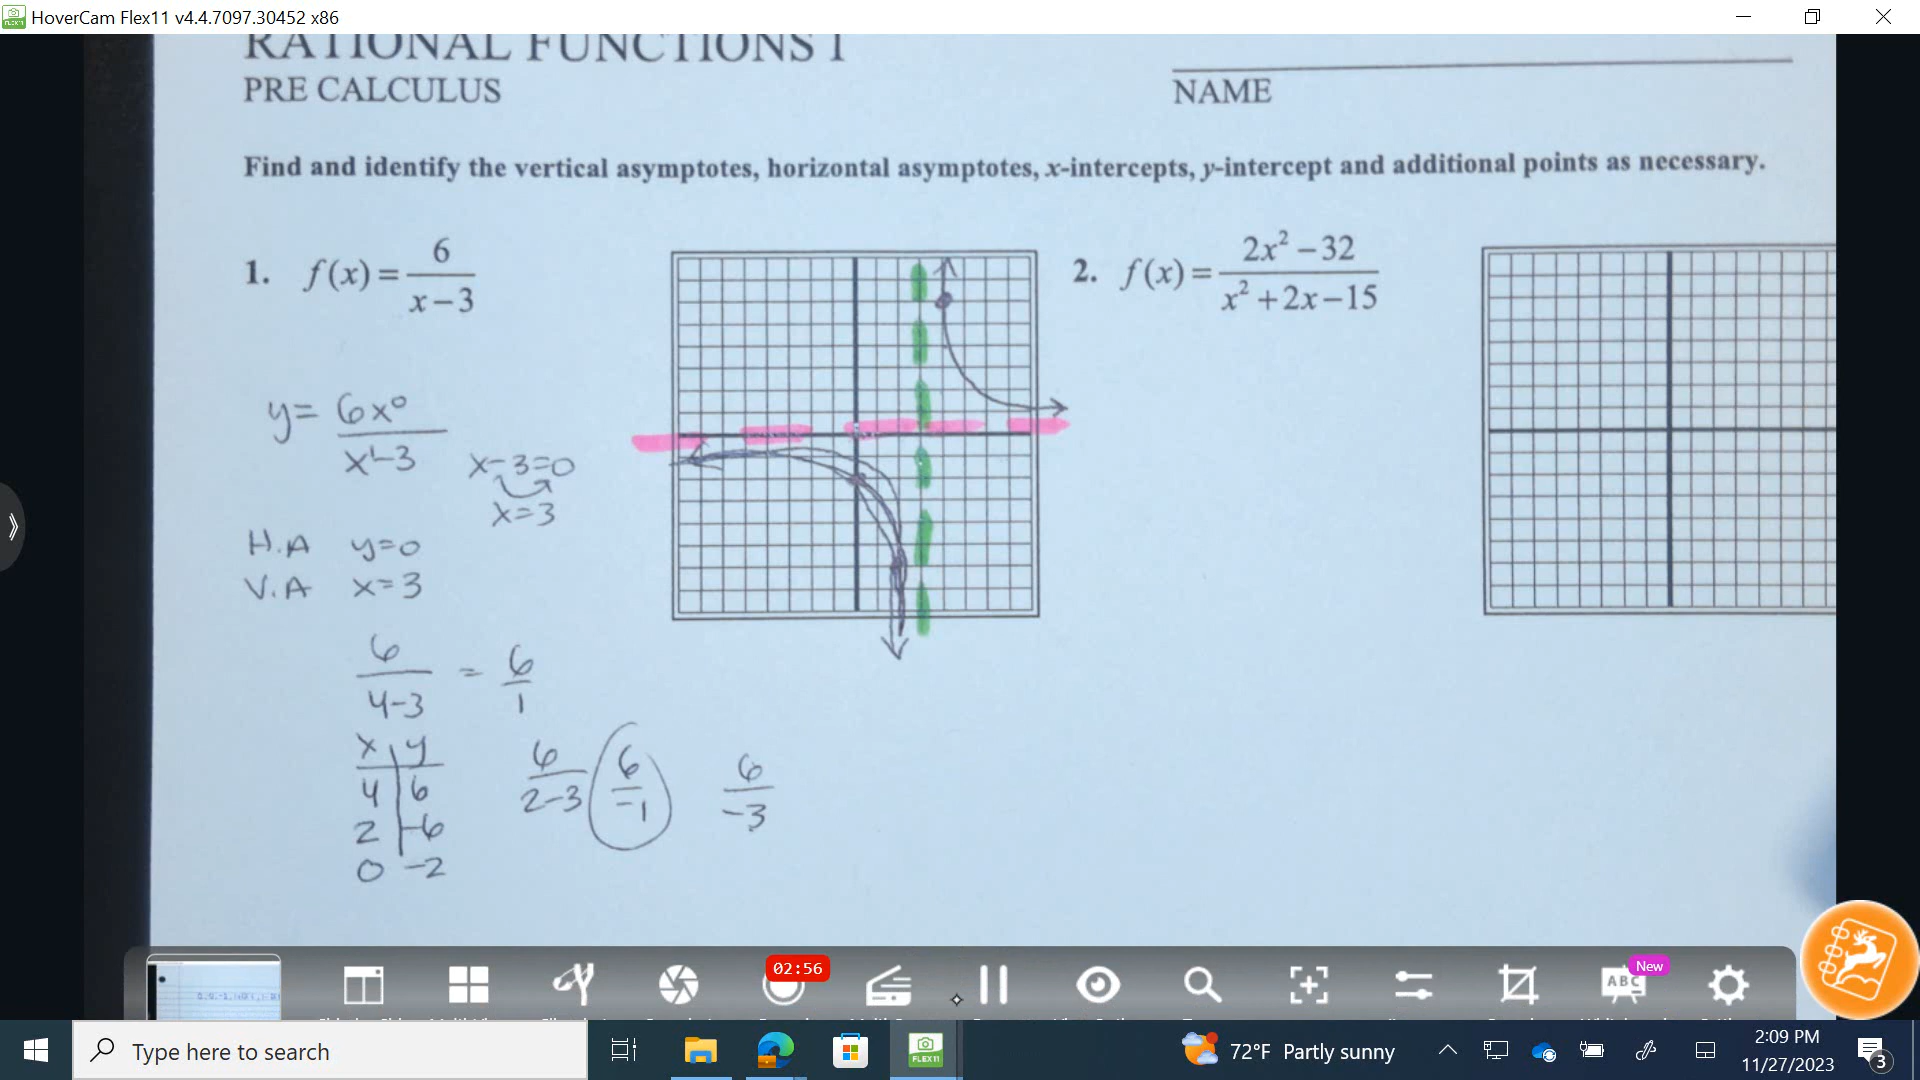 HoverCam Flex11 v4.4.7097.30452 x86
RATIONAL FUNCTIONS I
PRE CALCULUS
NAME
Find and identify the vertical asymptotes, horizontal asymptotes, x-intercepts, y-intercept and additional points as necessary.
1. f(x) = 6 / (x − 3)
2. f(x) = (2x² − 32) / (x² + 2x − 15)
y = 6x⁰ / (x¹ − 3)
x − 3 = 0
x = 3
H.A y = 0
V.A x = 3
6 / (4 − 3) = 6 / 1
x | y
4 | 6
2 | −6
0 −2
6 / (2 − 3) 6 / −1 6 / −3
02:56
ABC
New
Type here to search
FLEX11
72°F Partly sunny
2:09 PM
11/27/2023
3